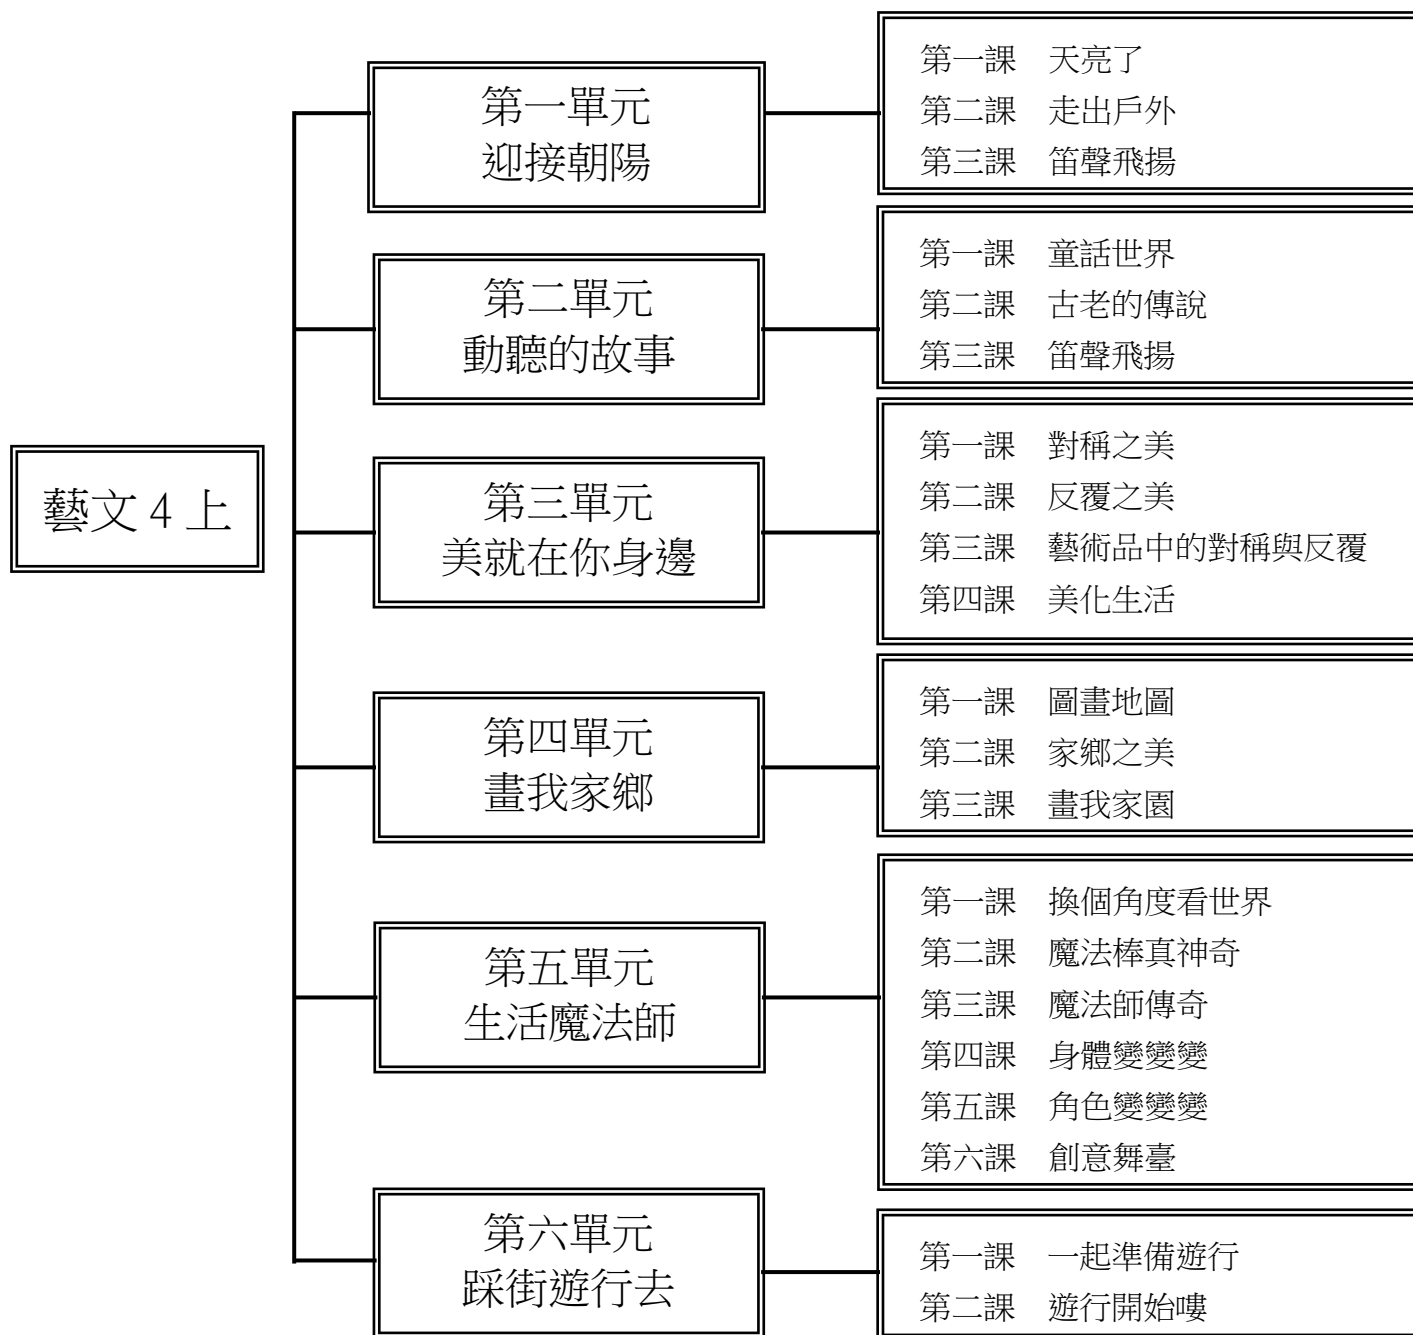 藝文 4 上
第一單元
迎接朝陽
第一課　天亮了
第二課　走出戶外
第三課　笛聲飛揚
第二單元
動聽的故事
第一課　童話世界
第二課　古老的傳說
第三課　笛聲飛揚
第三單元
美就在你身邊
第一課　對稱之美
第二課　反覆之美
第三課　藝術品中的對稱與反覆
第四課　美化生活
第四單元
畫我家鄉
第一課　圖畫地圖
第二課　家鄉之美
第三課　畫我家園
第五單元
生活魔法師
第一課　換個角度看世界
第二課　魔法棒真神奇
第三課　魔法師傳奇
第四課　身體變變變
第五課　角色變變變
第六課　創意舞臺
第六單元
踩街遊行去
第一課　一起準備遊行
第二課　遊行開始嘍